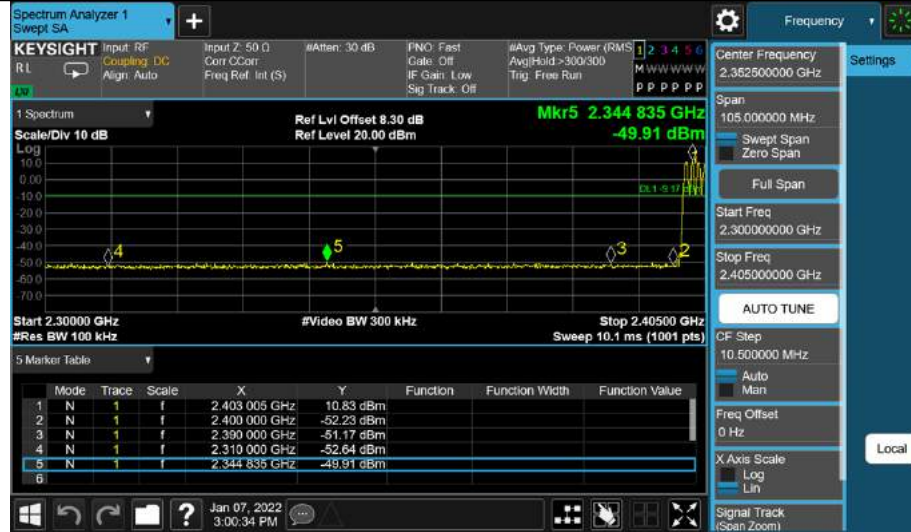 Spectrum Analyzer 1
Swept SA
+
Frequency
KEYSIGHT
Input: RF
Input Z: 50 Ω
#Atten: 30 dB
PNO: Fast
#Avg Type: Power (RMS
1 2 3 4 5 6
RL
Coupling: DC
Corr CCorr
Gate: Off
Avg|Hold:>300/300
M W W W W W
Align: Auto
Freq Ref: Int (S)
IF Gain: Low
Trig: Free Run
Sig Track: Off
P P P P P P
1 Spectrum
Ref Lvl Offset 8.30 dB
Mkr5 2.344 835 GHz
Scale/Div 10 dB
Ref Level 20.00 dBm
-49.91 dBm
Log
10.0
0.00
-10.0
-20.0
-30.0
-40.0
-50.0
-60.0
-70.0
4
5
3
2
Start 2.30000 GHz
#Video BW 300 kHz
Stop 2.40500 GHz
#Res BW 100 kHz
Sweep 10.1 ms (1001 pts)
5 Marker Table
Mode Trace Scale X Y Function Function Width Function Value
1 N 1 f 2.403 005 GHz 10.83 dBm
2 N 1 f 2.400 000 GHz -52.23 dBm
3 N 1 f 2.390 000 GHz -51.17 dBm
4 N 1 f 2.310 000 GHz -52.64 dBm
5 N 1 f 2.344 835 GHz -49.91 dBm
6
?
Jan 07, 2022
3:00:34 PM
Center Frequency
2.352500000 GHz
Settings
Span
105.000000 MHz
Swept Span
Zero Span
Full Span
Start Freq
2.300000000 GHz
Stop Freq
2.405000000 GHz
AUTO TUNE
CF Step
10.500000 MHz
Auto
Man
Freq Offset
0 Hz
Local
X Axis Scale
Log
Lin
Signal Track
(Span Zoom)